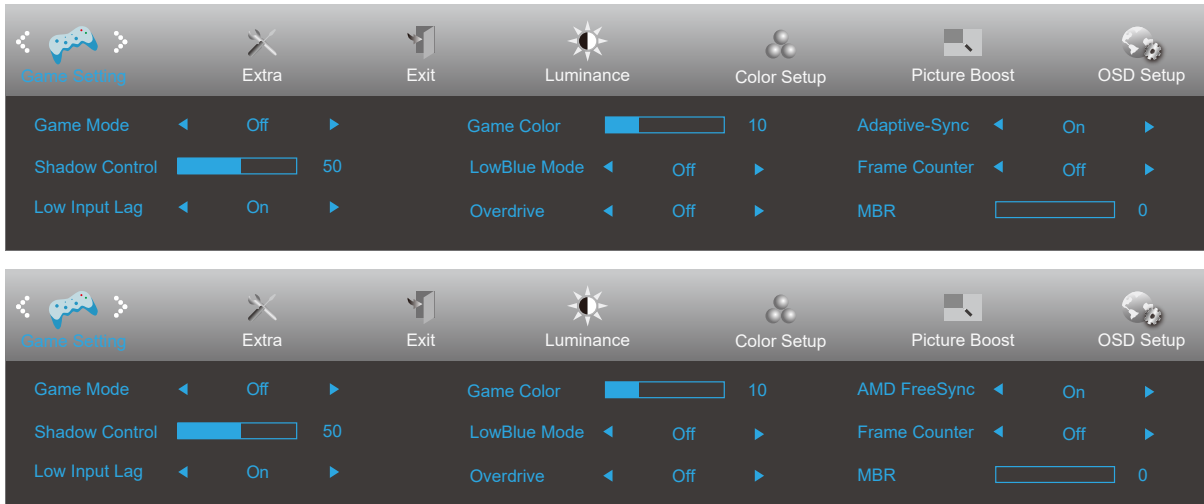 Game Setting Extra Exit Luminance Color Setup Picture Boost OSD Setup
Game Mode Off Game Color 10 Adaptive-Sync On
Shadow Control 50 LowBlue Mode Off Frame Counter Off
Low Input Lag On Overdrive Off MBR 0
Game Setting Extra Exit Luminance Color Setup Picture Boost OSD Setup
Game Mode Off Game Color 10 AMD FreeSync On
Shadow Control 50 LowBlue Mode Off Frame Counter Off
Low Input Lag On Overdrive Off MBR 0